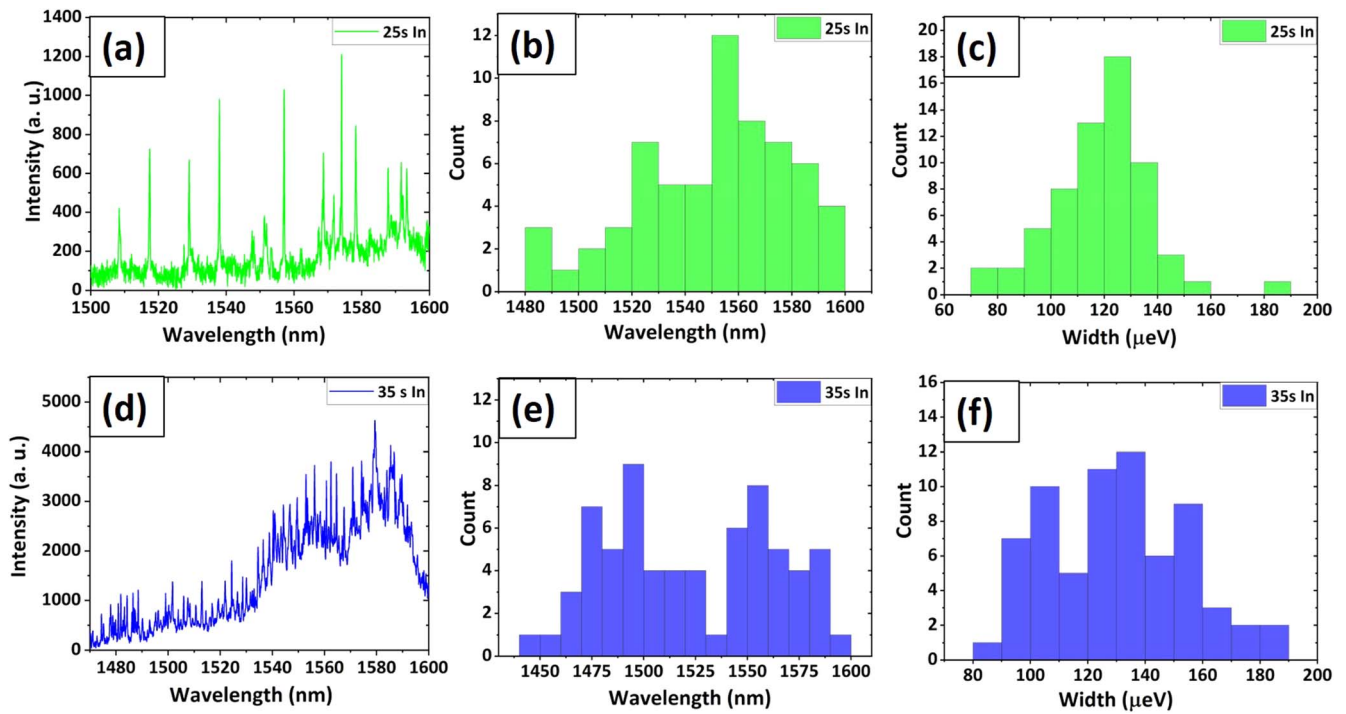 (a)
25s In
Intensity (a. u.)
1400
1200
1000
800
600
400
200
0
1500 1520 1540 1560 1580 1600
Wavelength (nm)
(b)
25s In
Count
12
10
8
6
4
2
0
1480 1500 1520 1540 1560 1580 1600
Wavelength (nm)
(c)
25s In
Count
20
18
16
14
12
10
8
6
4
2
0
60 80 100 120 140 160 180 200
Width (μeV)
(d)
35 s In
Intensity (a. u.)
5000
4000
3000
2000
1000
0
1480 1500 1520 1540 1560 1580 1600
Wavelength (nm)
(e)
35s In
Count
12
10
8
6
4
2
0
1450 1475 1500 1525 1550 1575 1600
Wavelength (nm)
(f)
35s In
Count
16
14
12
10
8
6
4
2
0
60 80 100 120 140 160 180 200
Width (μeV)